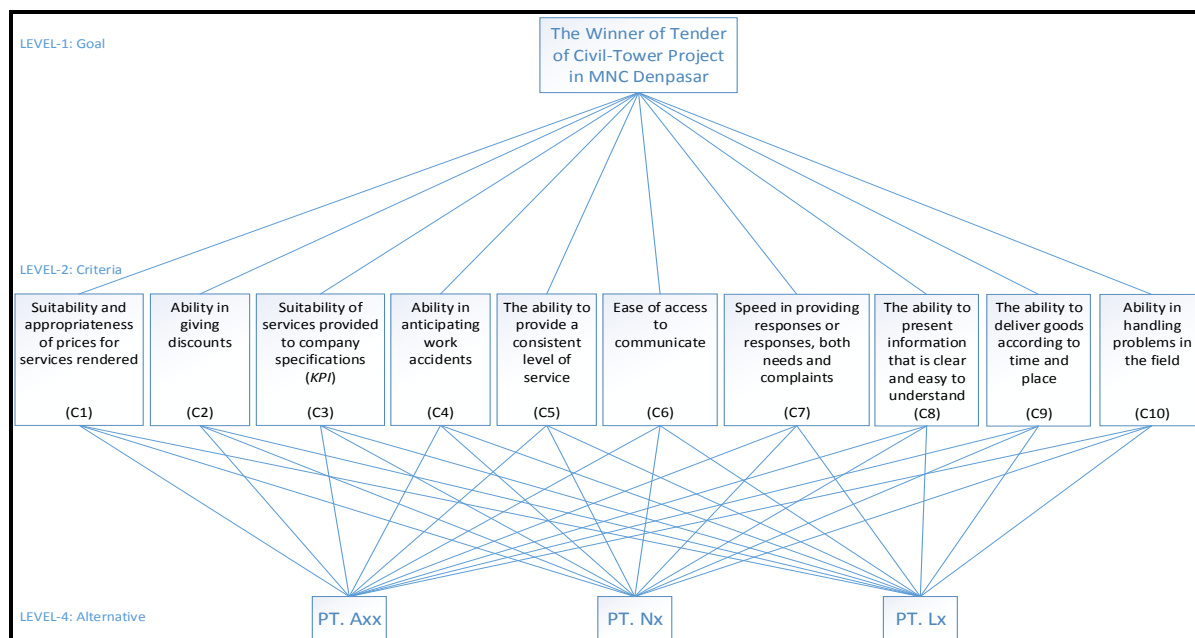 LEVEL-1: Goal
The Winner of Tender
of Civil-Tower Project
in MNC Denpasar
LEVEL-2: Criteria
Suitability and
appropriateness
of prices for
services rendered
(C1)
Ability in
giving
discounts
(C2)
Suitability of
services provided
to company
specifications
(KPI)
(C3)
Ability in
anticipating
work
accidents
(C4)
The ability to
provide a
consistent
level of
service
(C5)
Ease of access
to
communicate
(C6)
Speed in providing
responses or
responses, both
needs and
complaints
(C7)
The ability to
present
information
that is clear
and easy to
understand
(C8)
The ability to
deliver goods
according to
time and
place
(C9)
Ability in
handling
problems in
the field
(C10)
LEVEL-4: Alternative
PT. Axx
PT. Nx
PT. Lx